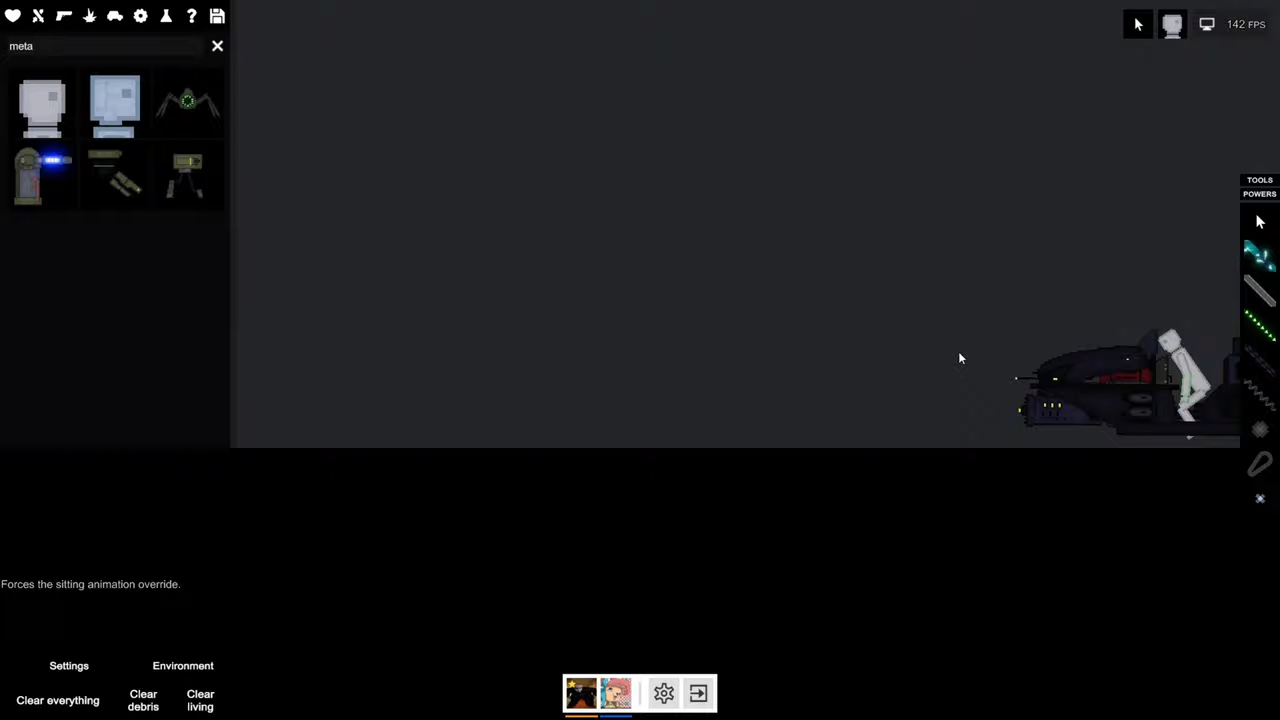 meta
142 FPS
TOOLS
POWERS
Forces the sitting animation override.
Settings
Environment
Clear everything
Clear
debris
Clear
living